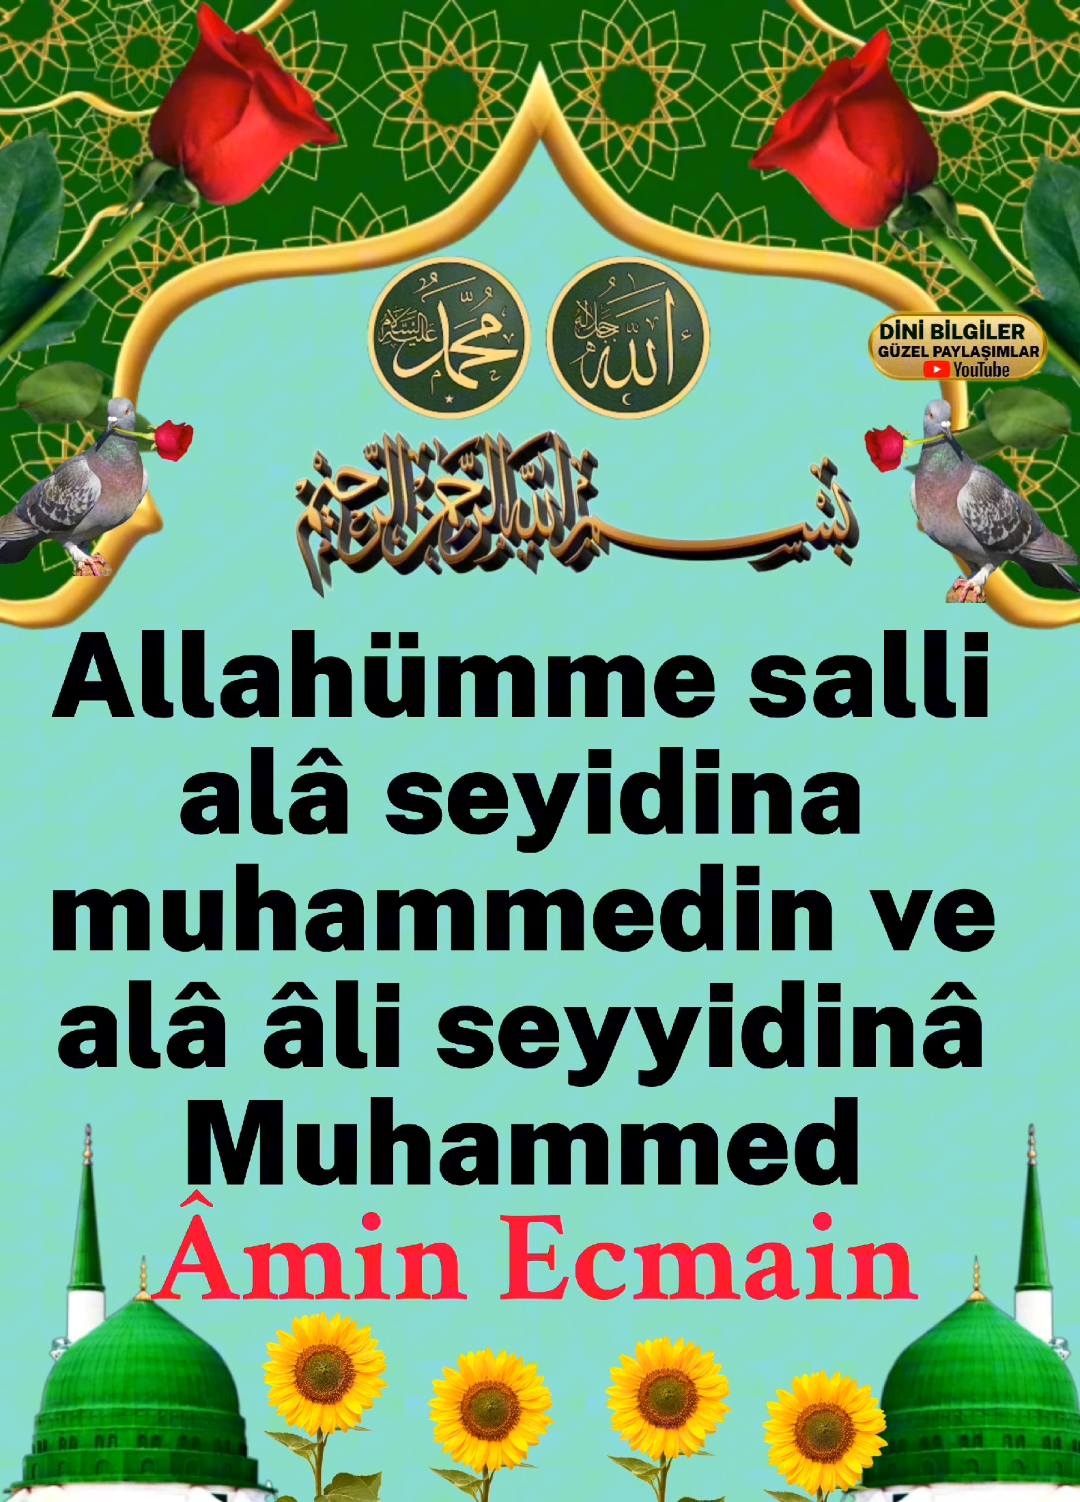 محمد عليه السلام
الله جل جلاله
DİNİ BİLGİLER
GÜZEL PAYLAŞIMLAR
YouTube
بسم الله الرحمن الرحيم
Allahümme salli
alâ seyidina
muhammedin ve
alâ âli seyyidinâ
Muhammed
Âmin Ecmain